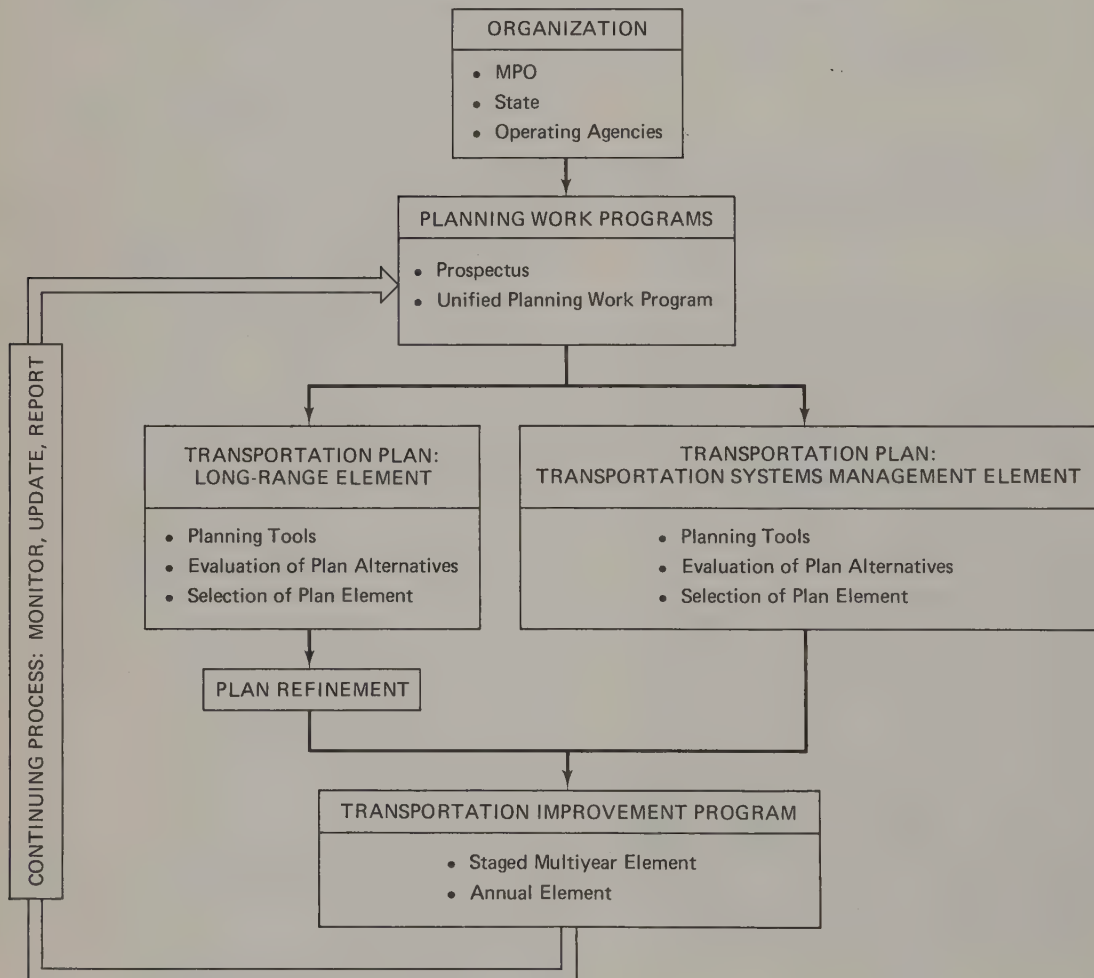 ORGANIZATION
• MPO
• State
• Operating Agencies
PLANNING WORK PROGRAMS
• Prospectus
• Unified Planning Work Program
CONTINUING PROCESS: MONITOR, UPDATE, REPORT
TRANSPORTATION PLAN:
LONG-RANGE ELEMENT
• Planning Tools
• Evaluation of Plan Alternatives
• Selection of Plan Element
TRANSPORTATION PLAN:
TRANSPORTATION SYSTEMS MANAGEMENT ELEMENT
• Planning Tools
• Evaluation of Plan Alternatives
• Selection of Plan Element
PLAN REFINEMENT
TRANSPORTATION IMPROVEMENT PROGRAM
• Staged Multiyear Element
• Annual Element